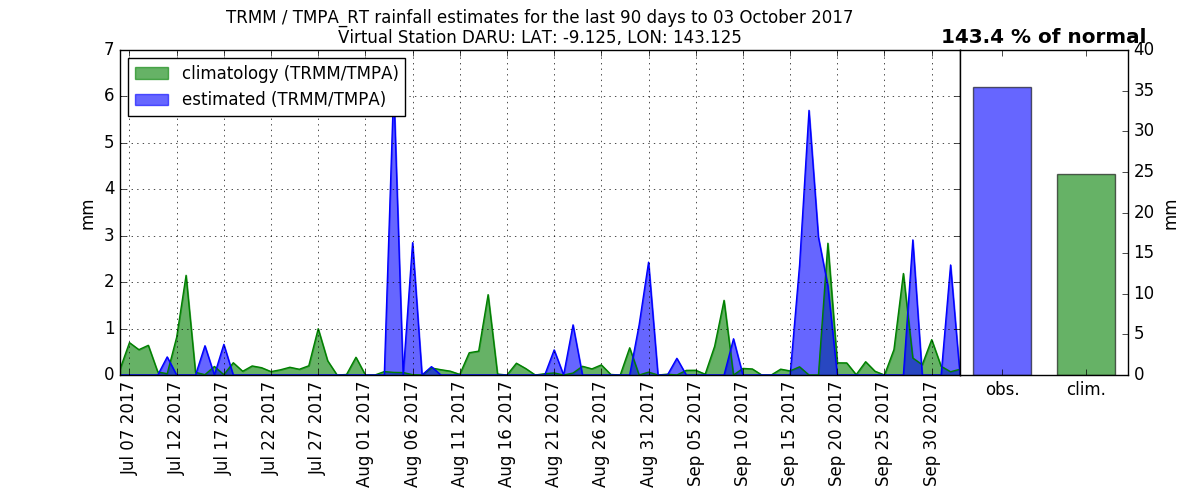 TRMM / TMPA_RT rainfall estimates for the last 90 days to 03 October 2017
Virtual Station DARU: LAT: -9.125, LON: 143.125
143.4 % of normal
climatology (TRMM/TMPA)
estimated (TRMM/TMPA)
7
6
5
4
3
2
1
0
mm
Jul 07 2017
Jul 12 2017
Jul 17 2017
Jul 22 2017
Jul 27 2017
Aug 01 2017
Aug 06 2017
Aug 11 2017
Aug 16 2017
Aug 21 2017
Aug 26 2017
Aug 31 2017
Sep 05 2017
Sep 10 2017
Sep 15 2017
Sep 20 2017
Sep 25 2017
Sep 30 2017
obs.
clim.
40
35
30
25
20
15
10
5
0
mm